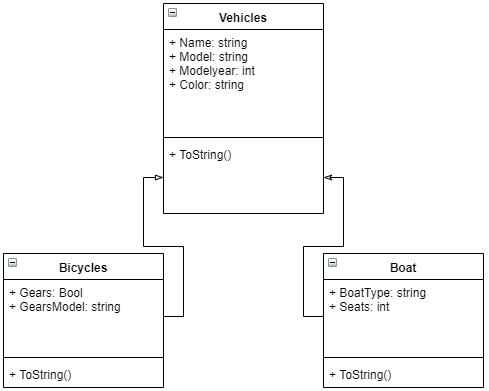 Vehicles
+ Name: string
+ Model: string
+ Modelyear: int
+ Color: string
+ ToString()
Bicycles
+ Gears: Bool
+ GearsModel: string
+ ToString()
Boat
+ BoatType: string
+ Seats: int
+ ToString()